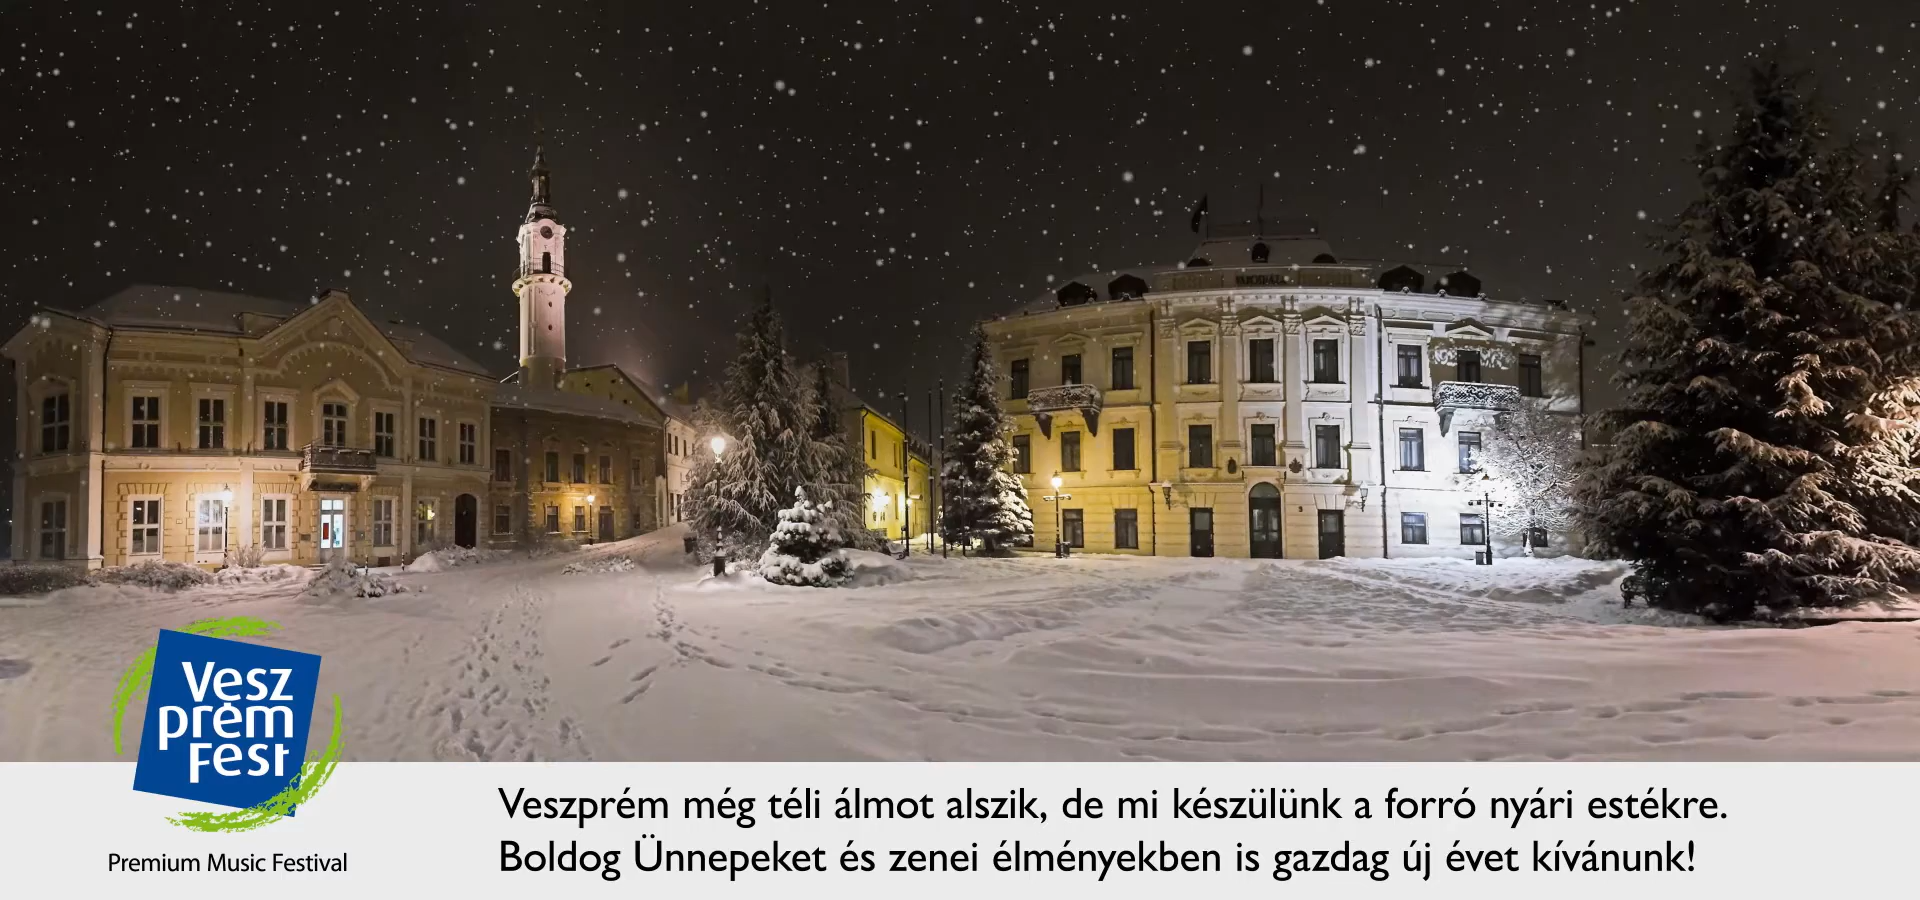 Vesz
prém
Fest
Premium Music Festival
Veszprém még téli álmot alszik, de mi készülünk a forró nyári estékre.
Boldog Ünnepeket és zenei élményekben is gazdag új évet kívánunk!